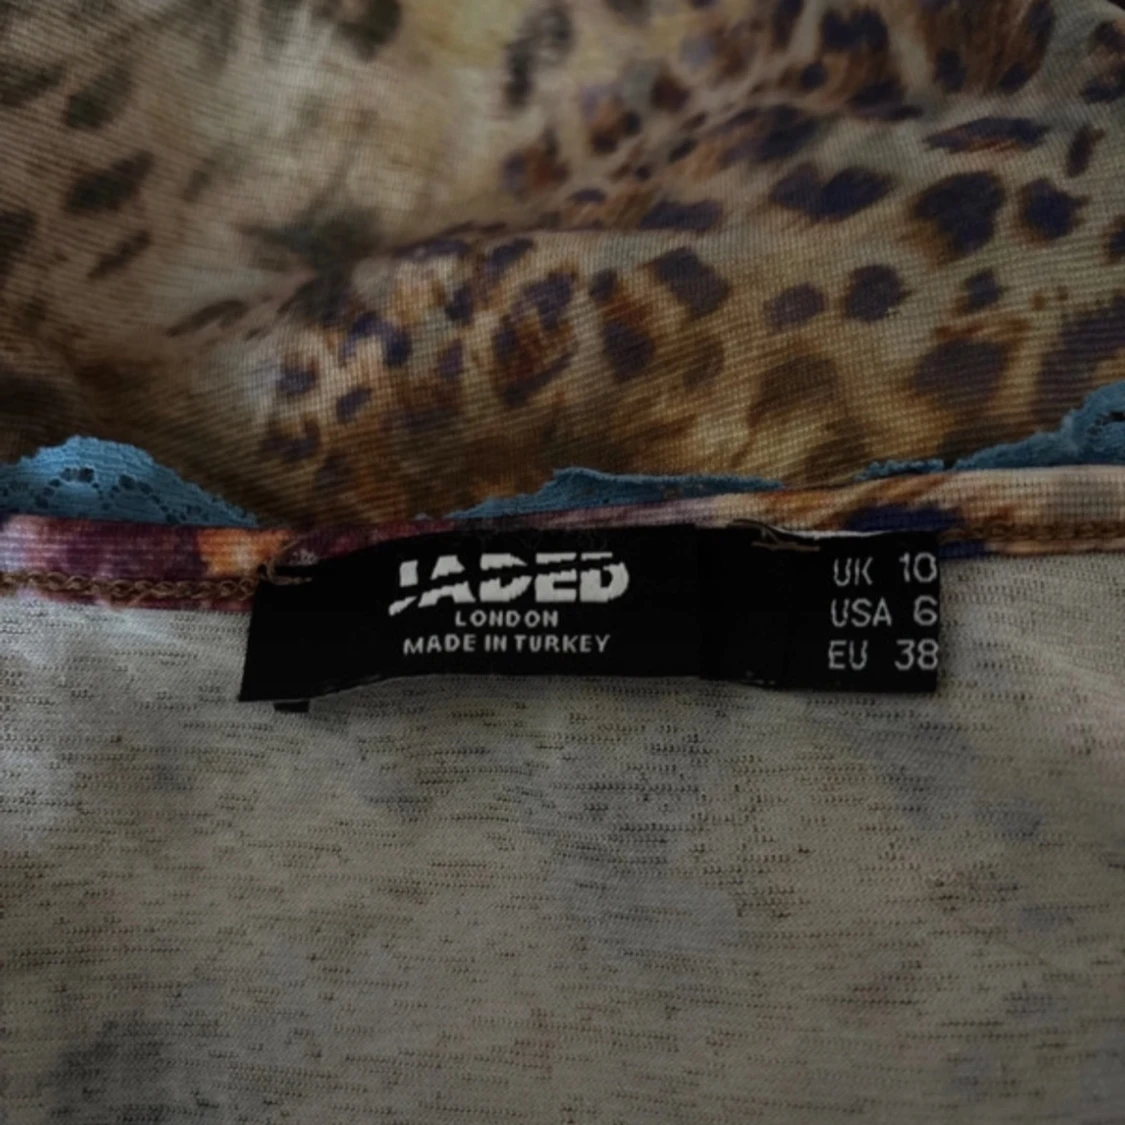 JADED
LONDON
MADE IN TURKEY
UK 10
USA 6
EU 38